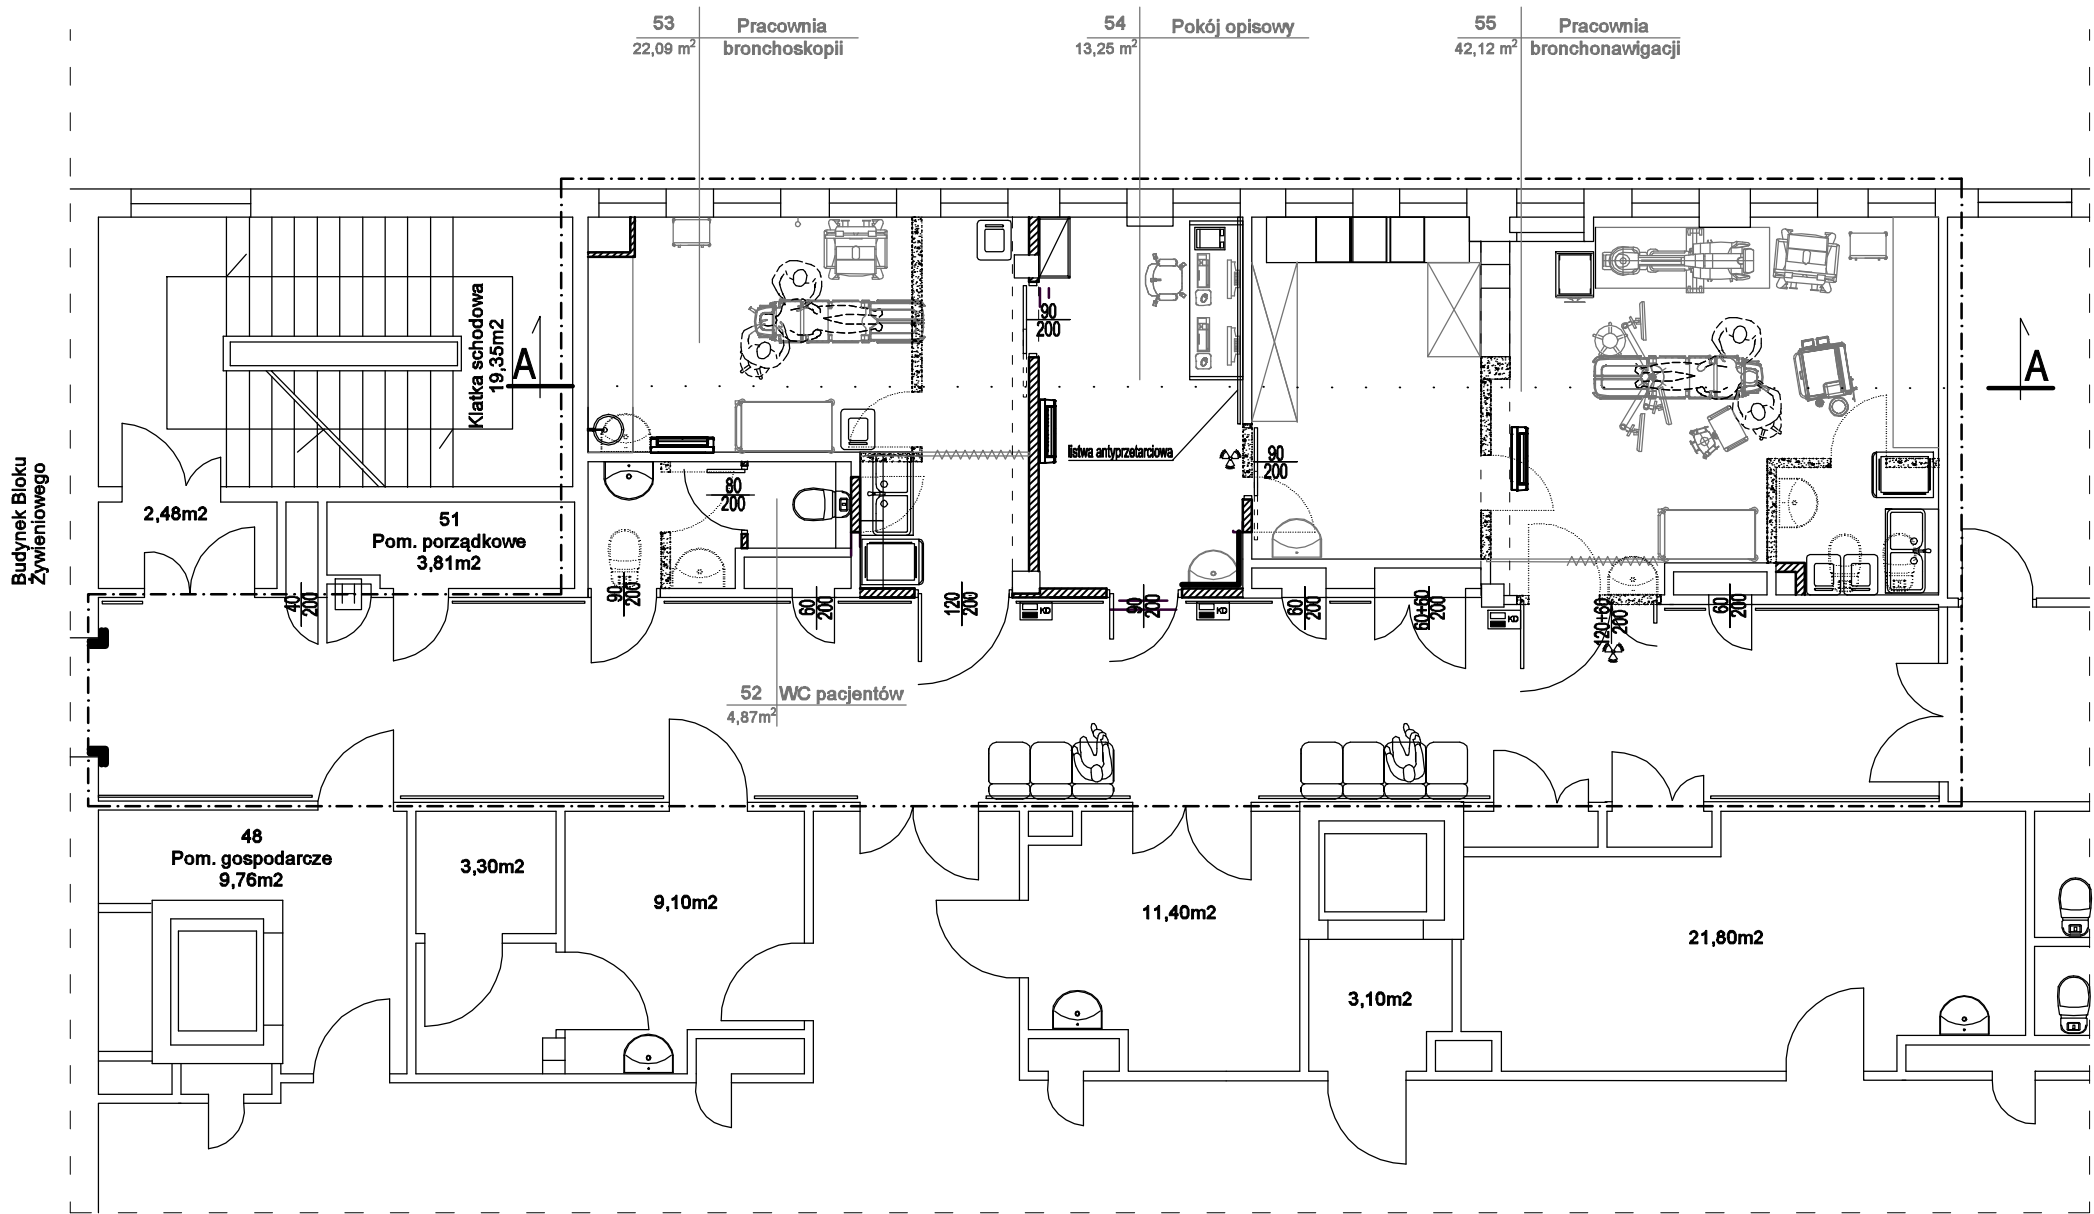 53 Pracownia
22,09 m² bronchoskopii
54 Pokój opisowy
13,25 m²
55 Pracownia
42,12 m² bronchonawigacji
Budynek Bloku
Żywieniowego
Klatka schodowa
19,35m2
A
A
90
200
listwa antyprzetarciowa
90
200
80
200
2,48m2
51
Pom. porządkowe
3,81m2
40
200
90
200
60
200
120
200
KD
90
200
KD
60
200
60+60
200
KD
120+60
200
60
200
52 WC pacjentów
4,87m²
48
Pom. gospodarcze
9,76m2
3,30m2
9,10m2
11,40m2
3,10m2
21,80m2